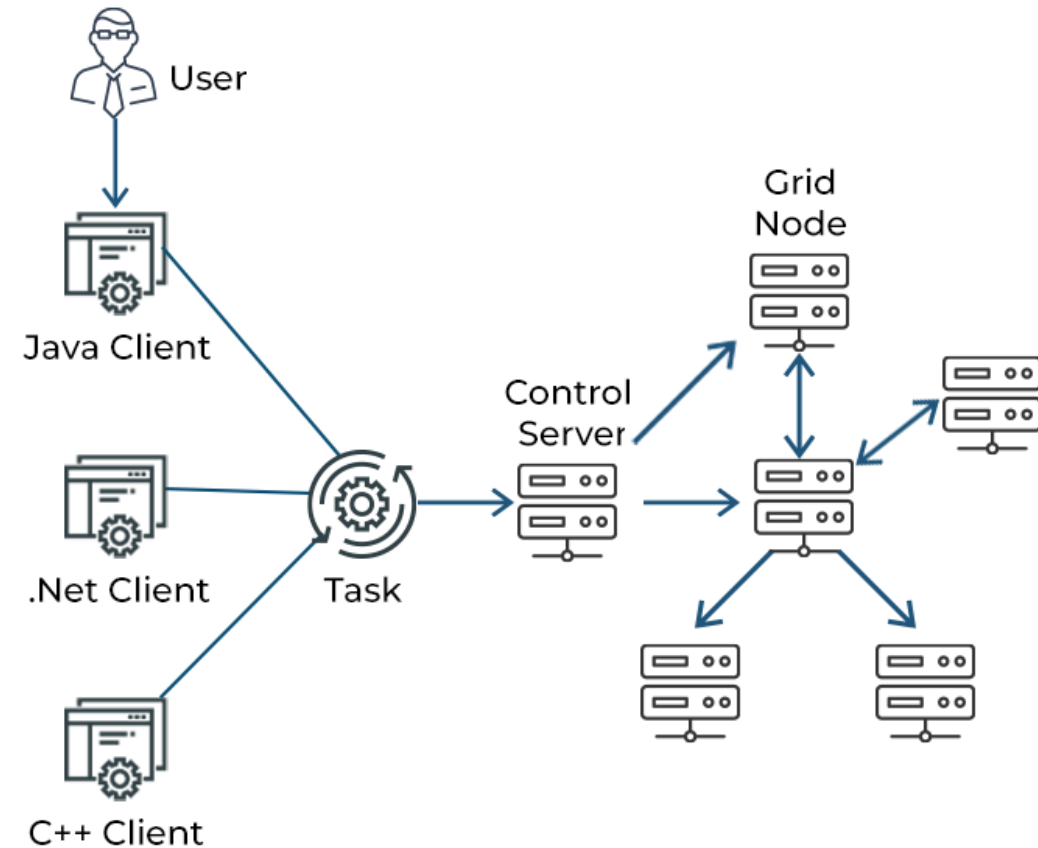 User
Grid
Node
Java Client
Control
Server
.Net Client
Task
C++ Client